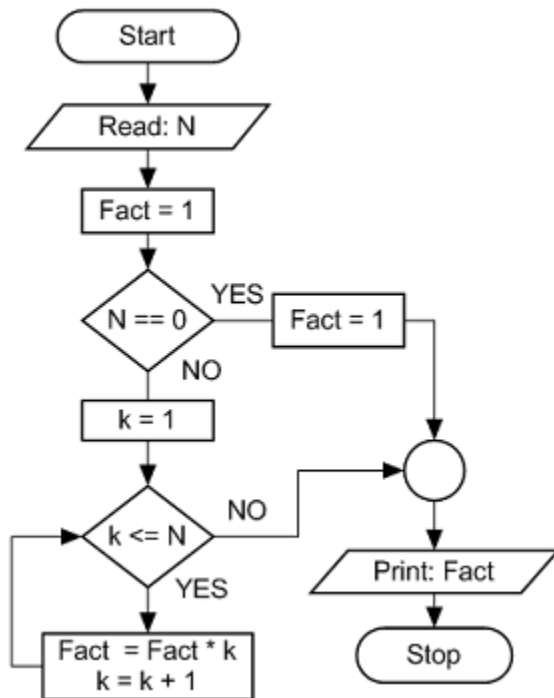 Start
Read: N
Fact = 1
N == 0
YES
Fact = 1
NO
k = 1
k <= N
NO
YES
Fact = Fact * k
k = k + 1
Print: Fact
Stop